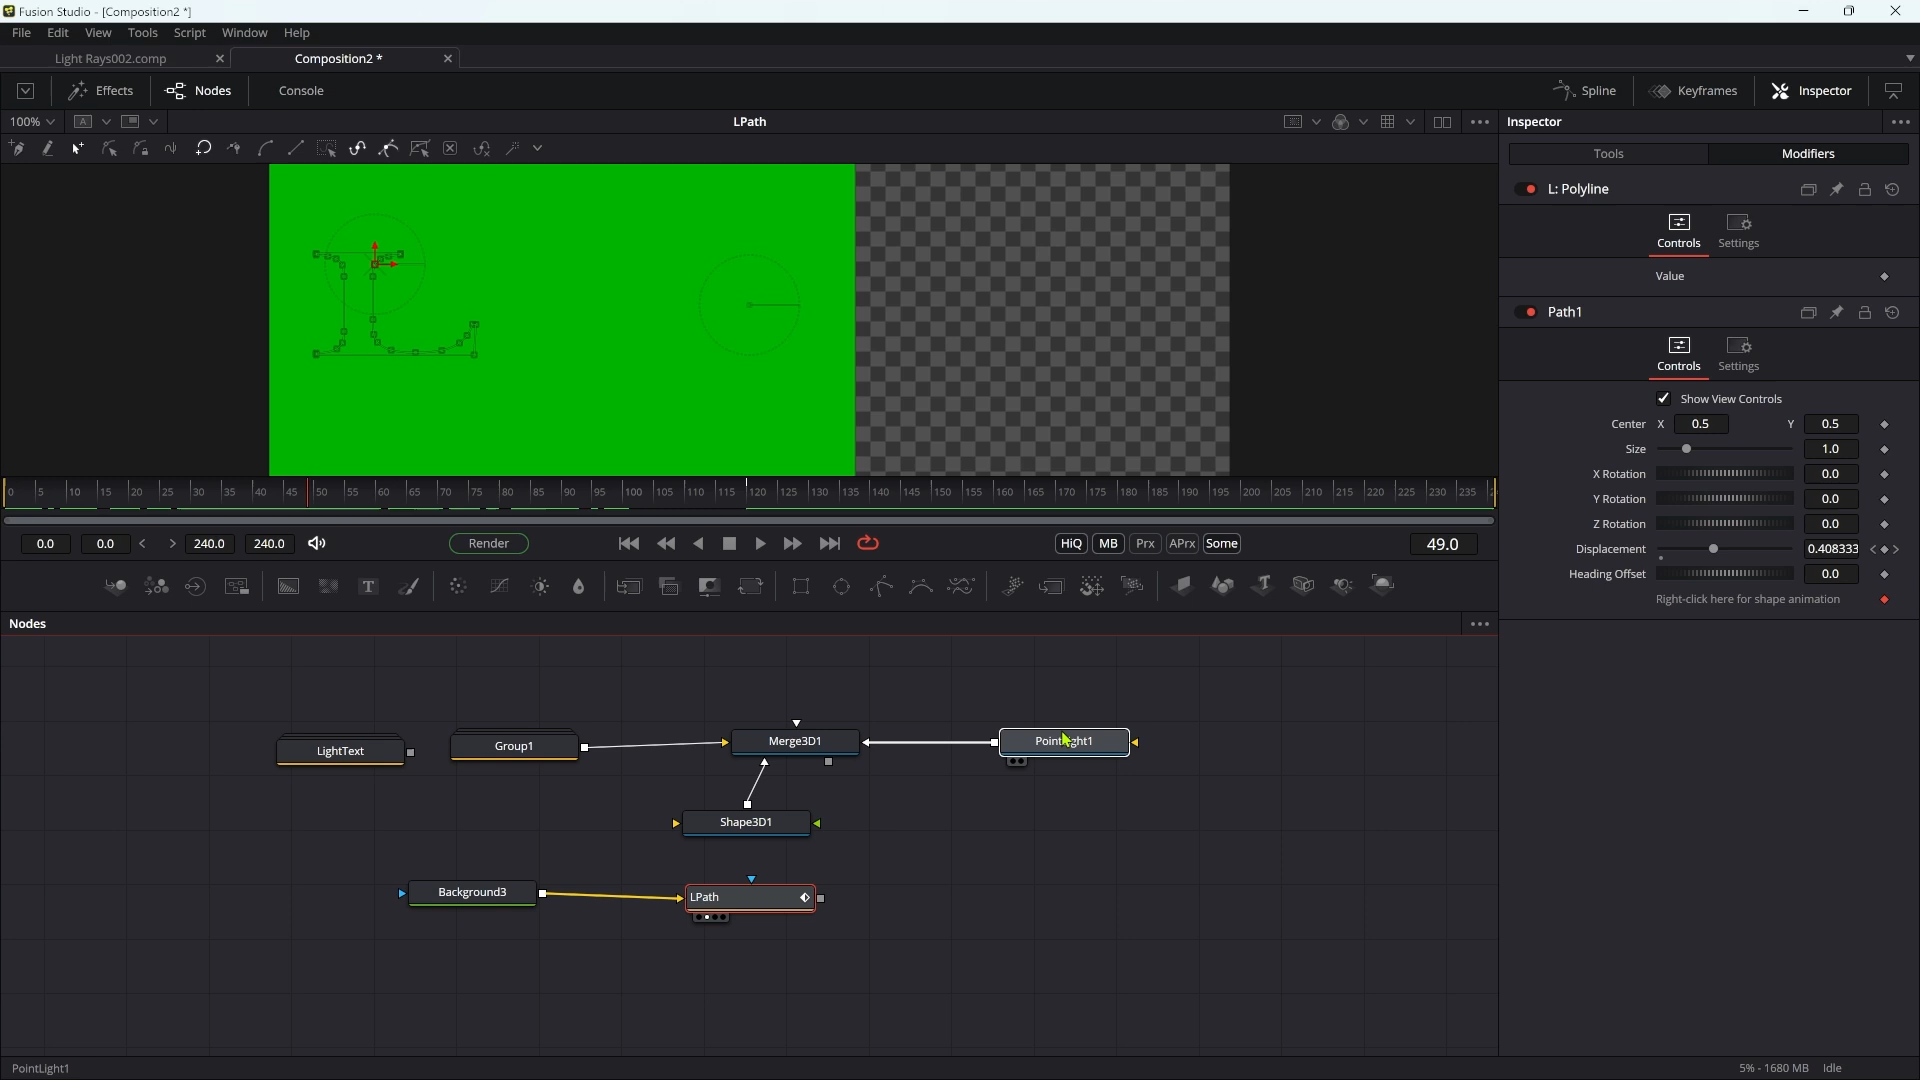 Fusion Studio - [Composition2 *]
File Edit View Tools Script Window Help
Light Rays002.comp Composition2 *
Effects Nodes Console Spline Keyframes Inspector
100% A LPath Inspector
Tools Modifiers
L: Polyline
Controls Settings
Value
Path1
Controls Settings
Show View Controls
Center X 0.5 Y 0.5
Size 1.0
X Rotation 0.0
Y Rotation 0.0
Z Rotation 0.0
Displacement 0.408333
Heading Offset 0.0
Right-click here for shape animation
0 5 10 15 20 25 30 35 40 45 50 55 60 65 70 75 80 85 90 95 100 105 110 115 120 125 130 135 140 145 150 155 160 165 170 175 180 185 190 195 200 205 210 215 220 225 230 235
0.0 0.0 240.0 240.0 Render HiQ MB Prx APrx Some 49.0
Nodes
LightText Group1 Merge3D1 PointLight1
Shape3D1
Background3 LPath
PointLight1 5% - 1680 MB Idle